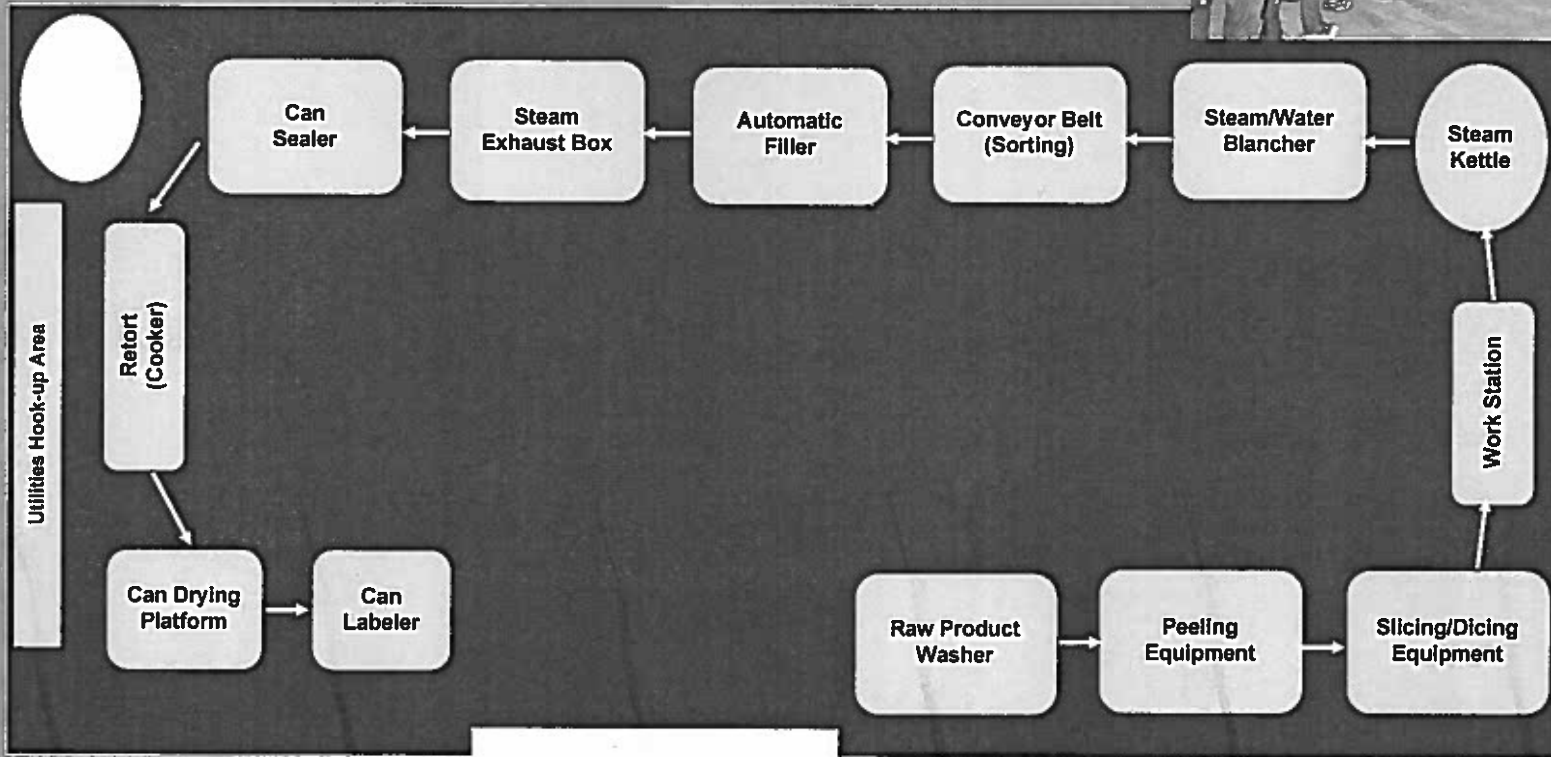 Can
Sealer
Steam
Exhaust Box
Automatic
Filler
Conveyor Belt
(Sorting)
Steam/Water
Blancher
Steam
Kettle
Utilities Hook-up Area
Retort
(Cooker)
Work Station
Can Drying
Platform
Can
Labeler
Raw Product
Washer
Peeling
Equipment
Slicing/Dicing
Equipment